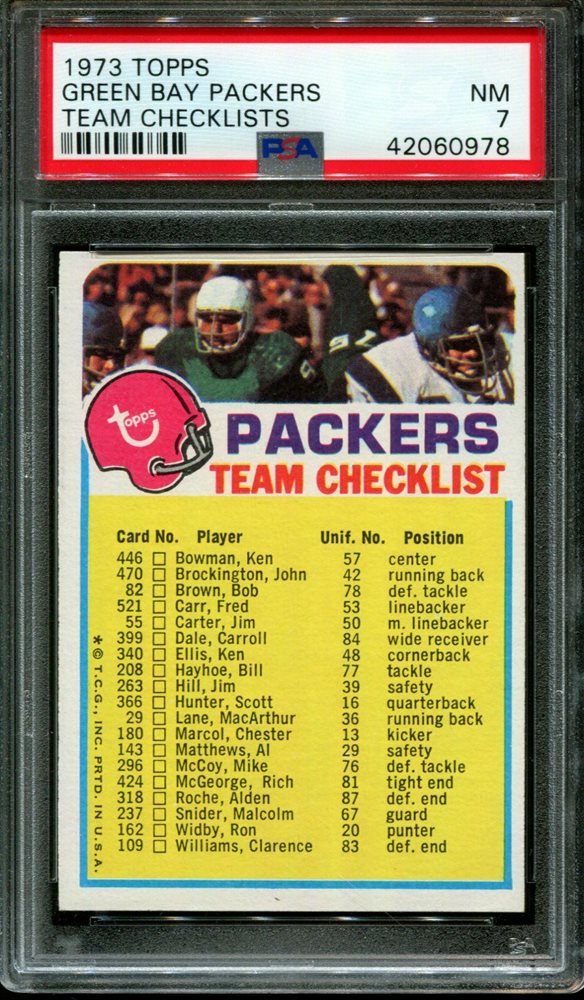 1973 TOPPS
GREEN BAY PACKERS NM
TEAM CHECKLISTS 7
PSA 42060978
topps
PACKERS
TEAM CHECKLIST
Card No. Player Unif. No. Position
446 Bowman, Ken 57 center
470 Brockington, John 42 running back
82 Brown, Bob 78 def. tackle
521 Carr, Fred 53 linebacker
55 Carter, Jim 50 m. linebacker
399 Dale, Carroll 84 wide receiver
340 Ellis, Ken 48 cornerback
208 Hayhoe, Bill 77 tackle
263 Hill, Jim 39 safety
366 Hunter, Scott 16 quarterback
29 Lane, MacArthur 36 running back
180 Marcol, Chester 13 kicker
143 Matthews, Al 29 safety
296 McCoy, Mike 76 def. tackle
424 McGeorge, Rich 81 tight end
318 Roche, Alden 87 def. end
237 Snider, Malcolm 67 guard
162 Widby, Ron 20 punter
109 Williams, Clarence 83 def. end
* © T.C.G., INC. PRTD. IN U.S.A.
PSA